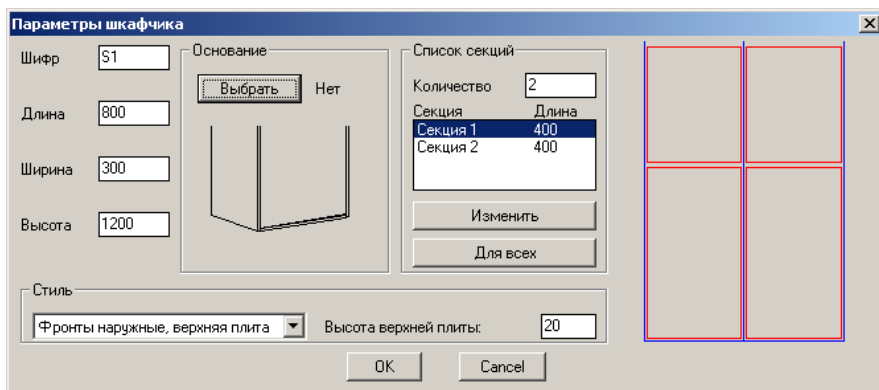 Параметры шкафчика
Шифр S1
Длина 800
Ширина 300
Высота 1200
Основание
Выбрать Нет
Список секций
Количество 2
Секция Длина
Секция 1 400
Секция 2 400
Изменить
Для всех
Стиль
Фронты наружные, верхняя плита Высота верхней плиты: 20
OK Cancel